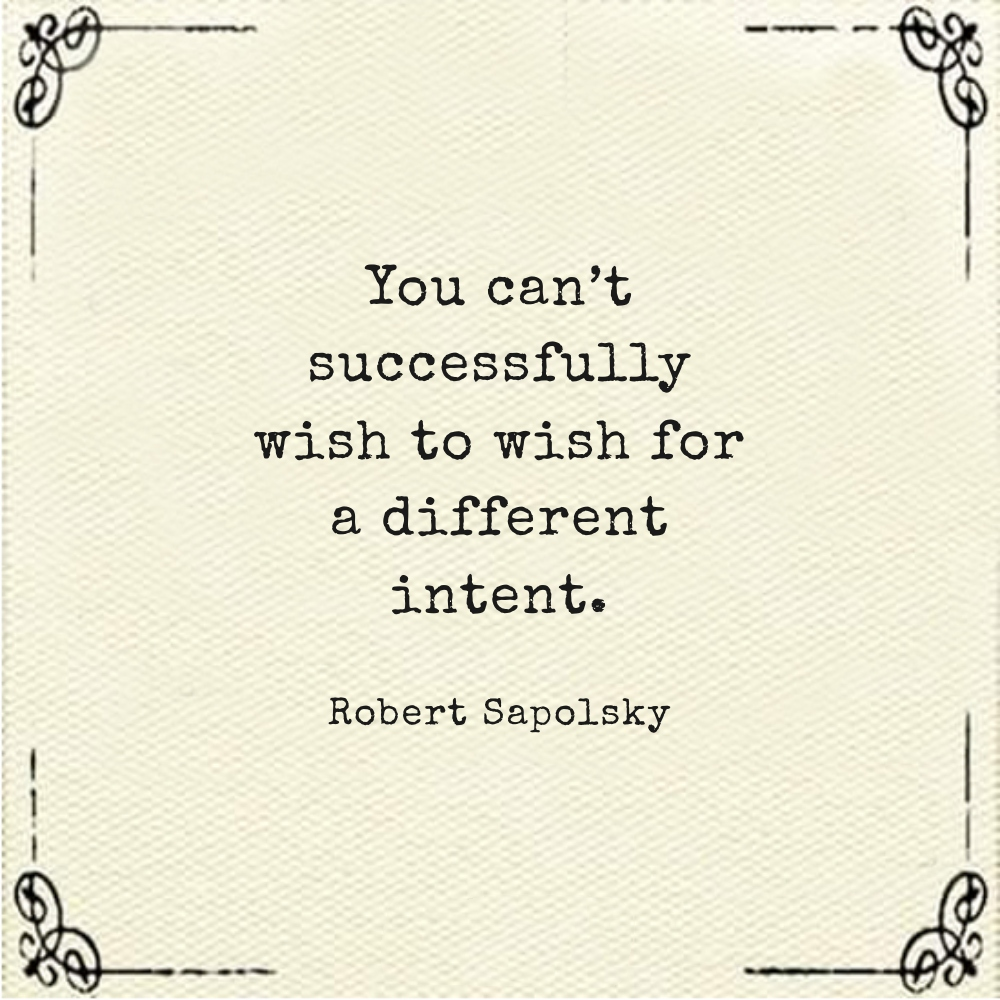 You can’t
successfully
wish to wish for
a different
intent.
Robert Sapolsky